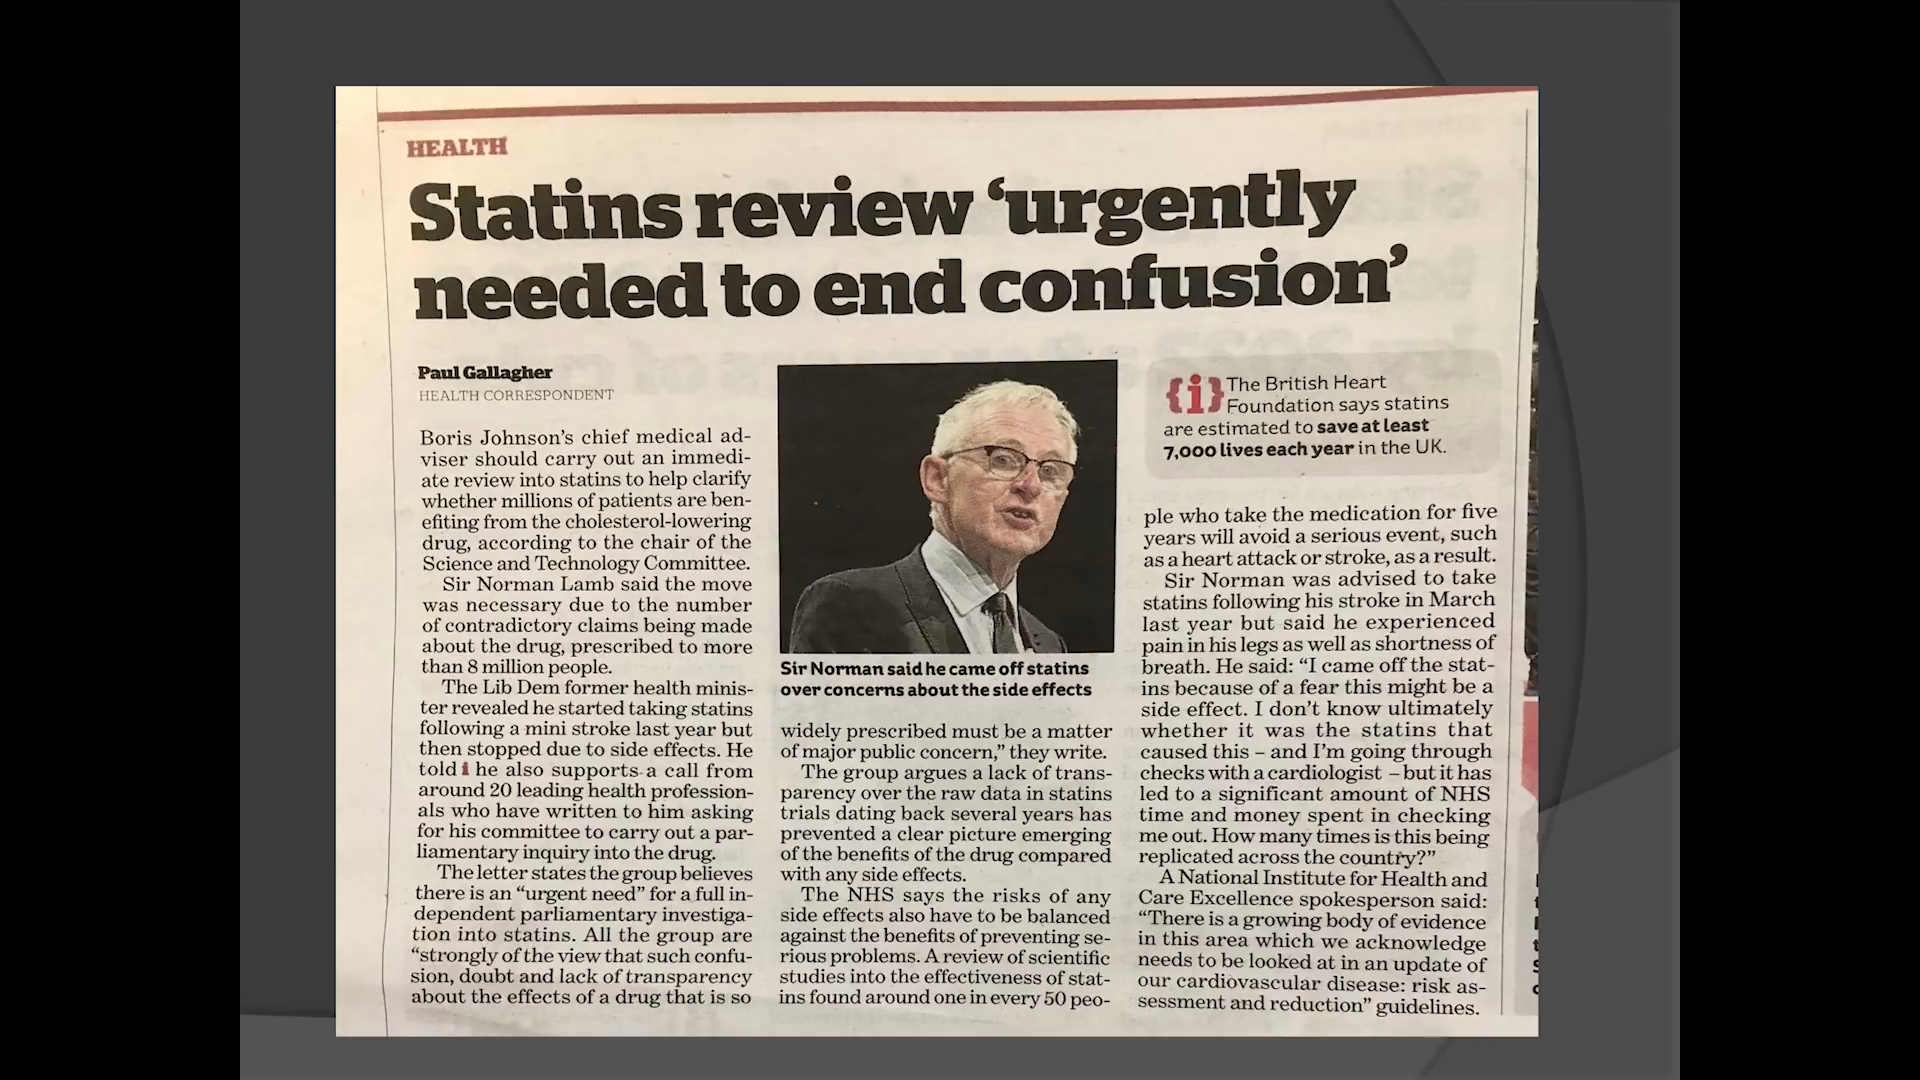 HEALTH
Statins review ‘urgently
needed to end confusion’
Paul Gallagher
HEALTH CORRESPONDENT
Boris Johnson’s chief medical ad-
viser should carry out an immedi-
ate review into statins to help clarify
whether millions of patients are ben-
efiting from the cholesterol-lowering
drug, according to the chair of the
Science and Technology Committee.
Sir Norman Lamb said the move
was necessary due to the number
of contradictory claims being made
about the drug, prescribed to more
than 8 million people.
The Lib Dem former health minis-
ter revealed he started taking statins
following a mini stroke last year but
then stopped due to side effects. He
told i he also supports a call from
around 20 leading health profession-
als who have written to him asking
for his committee to carry out a par-
liamentary inquiry into the drug.
The letter states the group believes
there is an “urgent need” for a full in-
dependent parliamentary investiga-
tion into statins. All the group are
“strongly of the view that such confu-
sion, doubt and lack of transparency
about the effects of a drug that is so
Sir Norman said he came off statins
over concerns about the side effects
widely prescribed must be a matter
of major public concern,” they write.
The group argues a lack of trans-
parency over the raw data in statins
trials dating back several years has
prevented a clear picture emerging
of the benefits of the drug compared
with any side effects.
The NHS says the risks of any
side effects also have to be balanced
against the benefits of preventing se-
rious problems. A review of scientific
studies into the effectiveness of stat-
ins found around one in every 50 peo-
{i} The British Heart
Foundation says statins
are estimated to save at least
7,000 lives each year in the UK.
ple who take the medication for five
years will avoid a serious event, such
as a heart attack or stroke, as a result.
Sir Norman was advised to take
statins following his stroke in March
last year but said he experienced
pain in his legs as well as shortness of
breath. He said: “I came off the stat-
ins because of a fear this might be a
side effect. I don’t know ultimately
whether it was the statins that
caused this – and I’m going through
checks with a cardiologist – but it has
led to a significant amount of NHS
time and money spent in checking
me out. How many times is this being
replicated across the country?”
A National Institute for Health and
Care Excellence spokesperson said:
“There is a growing body of evidence
in this area which we acknowledge
needs to be looked at in an update of
our cardiovascular disease: risk as-
sessment and reduction” guidelines.